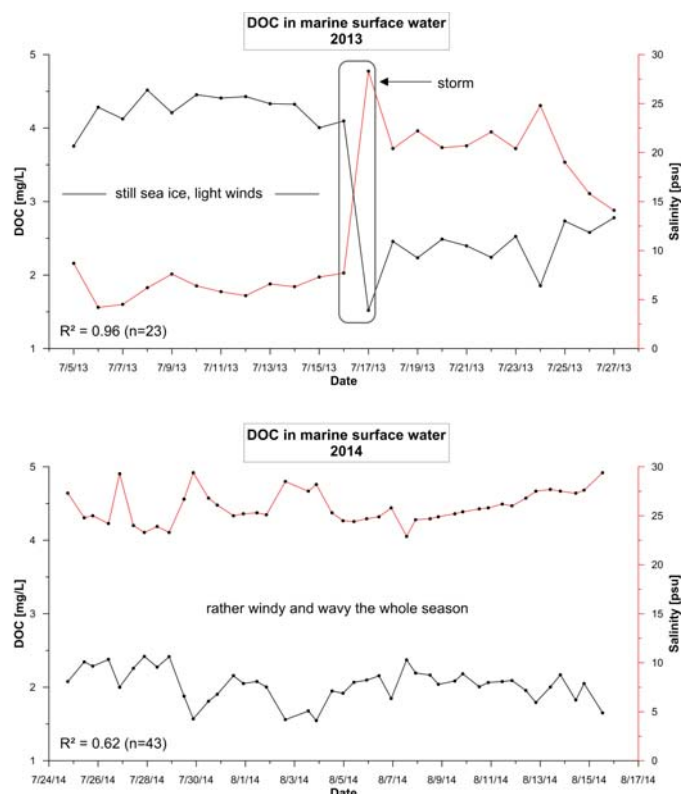 DOC in marine surface water
2013
5
4
3
2
1
DOC [mg/L]
30
25
20
15
10
5
0
Salinity [psu]
storm
still sea ice, light winds
R² = 0.96 (n=23)
7/5/13 7/7/13 7/9/13 7/11/13 7/13/13 7/15/13 7/17/13 7/19/13 7/21/13 7/23/13 7/25/13 7/27/13
Date
DOC in marine surface water
2014
5
4
3
2
1
DOC [mg/L]
30
25
20
15
10
5
0
Salinity [psu]
rather windy and wavy the whole season
R² = 0.62 (n=43)
7/24/14 7/26/14 7/28/14 7/30/14 8/1/14 8/3/14 8/5/14 8/7/14 8/9/14 8/11/14 8/13/14 8/15/14 8/17/14
Date